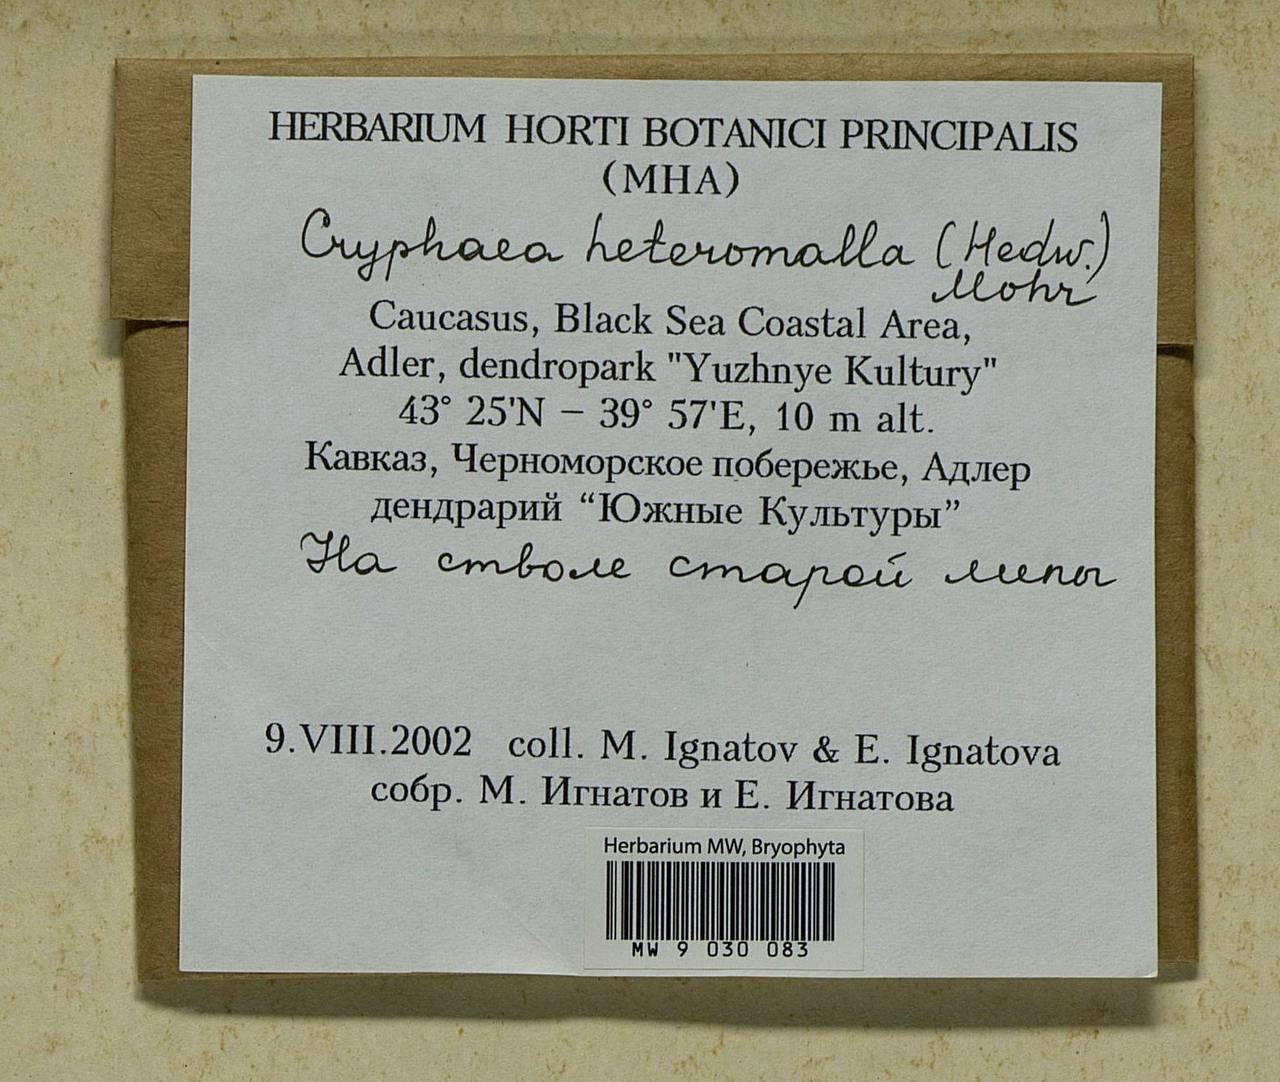 HERBARIUM HORTI BOTANICI PRINCIPALIS
(MHA)
Cryphaea heteromalla (Hedw.)
Mohr
Caucasus, Black Sea Coastal Area,
Adler, dendropark "Yuzhnye Kultury"
43° 25'N – 39° 57'E, 10 m alt.
Кавказ, Черноморское побережье, Адлер
дендрарий “Южные Культуры”
На стволе старой липы
9.VIII.2002 coll. M. Ignatov & E. Ignatova
собр. М. Игнатов и Е. Игнатова
Herbarium MW, Bryophyta
MW 9 030 083